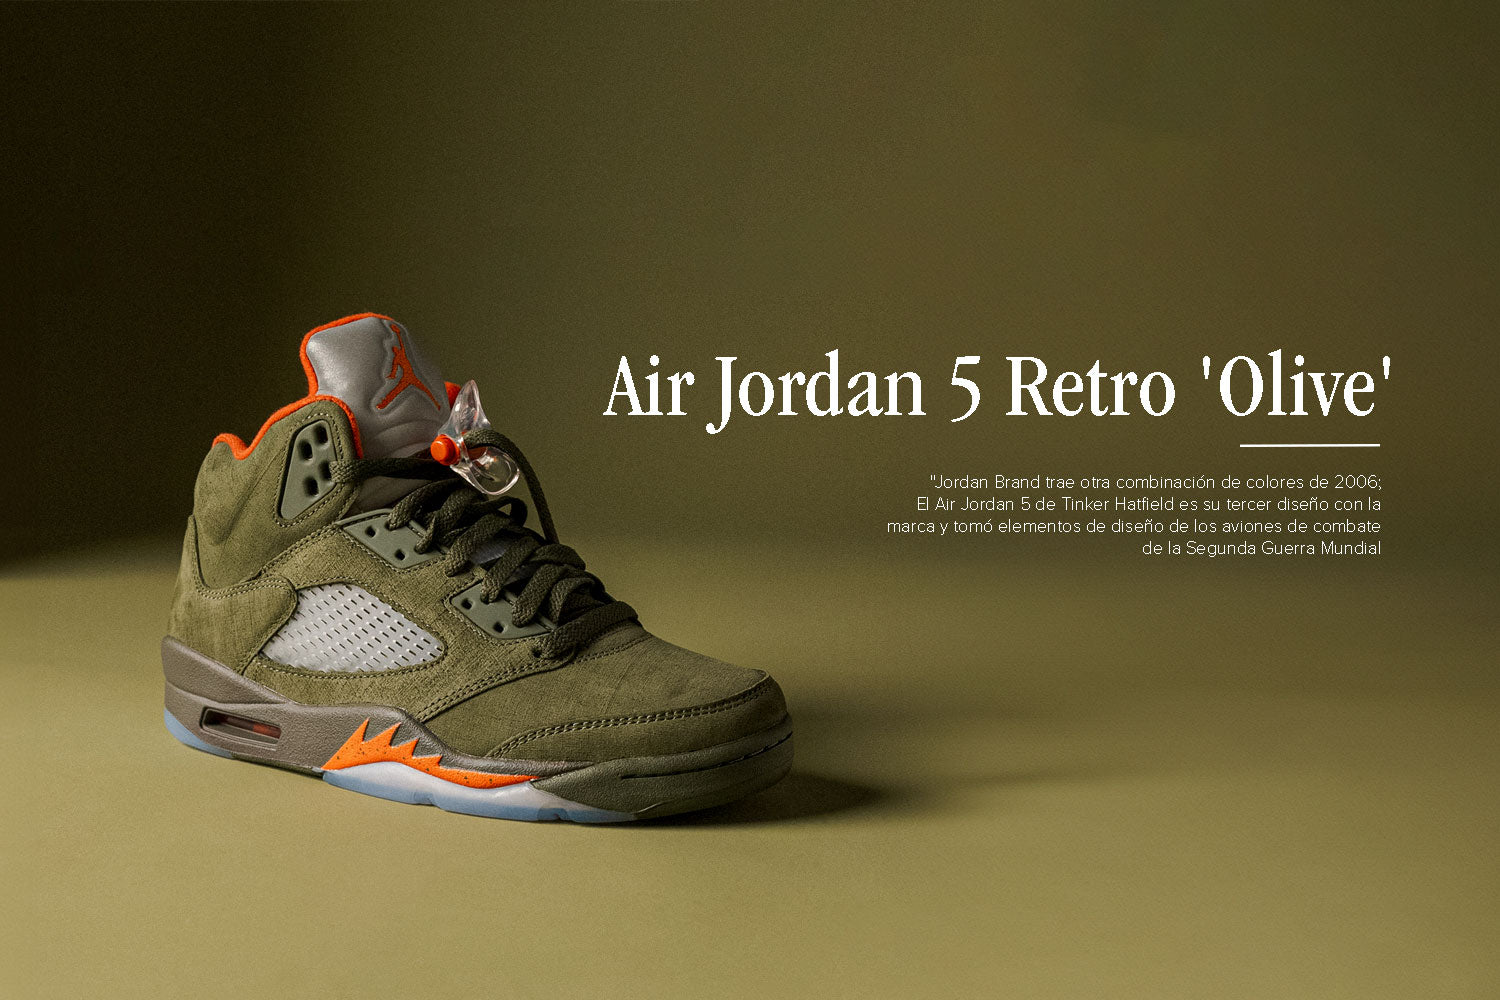 Air Jordan 5 Retro 'Olive'
"Jordan Brand trae otra combinación de colores de 2006;
El Air Jordan 5 de Tinker Hatfield es su tercer diseño con la
marca y tomó elementos de diseño de los aviones de combate
de la Segunda Guerra Mundial